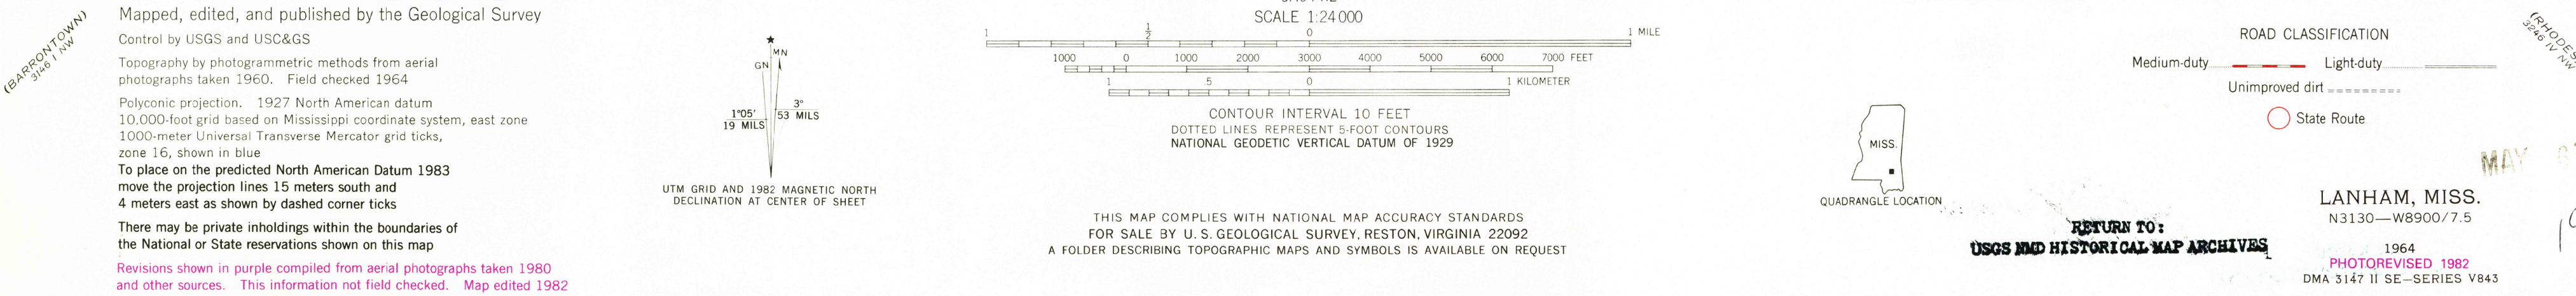 (BARRONTOWN)
3146 I NW
Mapped, edited, and published by the Geological Survey
Control by USGS and USC&GS
Topography by photogrammetric methods from aerial
photographs taken 1960. Field checked 1964
Polyconic projection. 1927 North American datum
10,000-foot grid based on Mississippi coordinate system, east zone
1000-meter Universal Transverse Mercator grid ticks,
zone 16, shown in blue
To place on the predicted North American Datum 1983
move the projection lines 15 meters south and
4 meters east as shown by dashed corner ticks
There may be private inholdings within the boundaries of
the National or State reservations shown on this map
Revisions shown in purple compiled from aerial photographs taken 1980
and other sources. This information not field checked. Map edited 1982
★
MN
GN
1°05′
19 MILS
3°
53 MILS
UTM GRID AND 1982 MAGNETIC NORTH
DECLINATION AT CENTER OF SHEET
SCALE 1:24 000
1 ½ 0 1 MILE
1000 0 1000 2000 3000 4000 5000 6000 7000 FEET
1 .5 0 1 KILOMETER
CONTOUR INTERVAL 10 FEET
DOTTED LINES REPRESENT 5-FOOT CONTOURS
NATIONAL GEODETIC VERTICAL DATUM OF 1929
THIS MAP COMPLIES WITH NATIONAL MAP ACCURACY STANDARDS
FOR SALE BY U. S. GEOLOGICAL SURVEY, RESTON, VIRGINIA 22092
A FOLDER DESCRIBING TOPOGRAPHIC MAPS AND SYMBOLS IS AVAILABLE ON REQUEST
MISS.
QUADRANGLE LOCATION
ROAD CLASSIFICATION
Medium-duty Light-duty
Unimproved dirt
State Route
(RHODES
3246 IV NW
RETURN TO:
USGS NMD HISTORICAL MAP ARCHIVES
MAY
LANHAM, MISS.
N3130—W8900/7.5
1964
PHOTOREVISED 1982
DMA 3147 II SE—SERIES V843